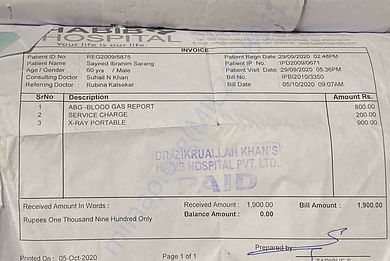 HABIB
HOSPITAL
Your life is our life.
INVOICE
Patient ID No : REG2009/5875
Patient Name : Sayeed Ibrahim Sarang
Age / Gender : 60 yrs / Male
Consulting Doctor : Suhail N Khan
Referring Doctor : Rubina Kalsekar
Patient Regn Date : 29/09/2020 02:48PM
Patient IP : IPD2009/0671
Patient Visit Date : 29/09/2020 05:36PM
Bill No : IPBI2010/3350
Bill Date : 05/10/2020 09:07AM
SrNo Description Amount Rs.
1 ABG -BLOOD GAS REPORT 800.00
2 SERVICE CHARGE 200.00
3 X-RAY PORTABLE 900.00
DR. ZIKRUALLAH KHAN'S
HABIB HOSPITAL PVT. LTD.
PAID
Received Amount In Words : Received Amount : 1,900.00 Bill Amount : 1,900.00
Rupees One Thousand Nine Hundred Only Balance Amount : 0.00
Prepared by
Printed On : 05-Oct-2020 Page 1 of 1